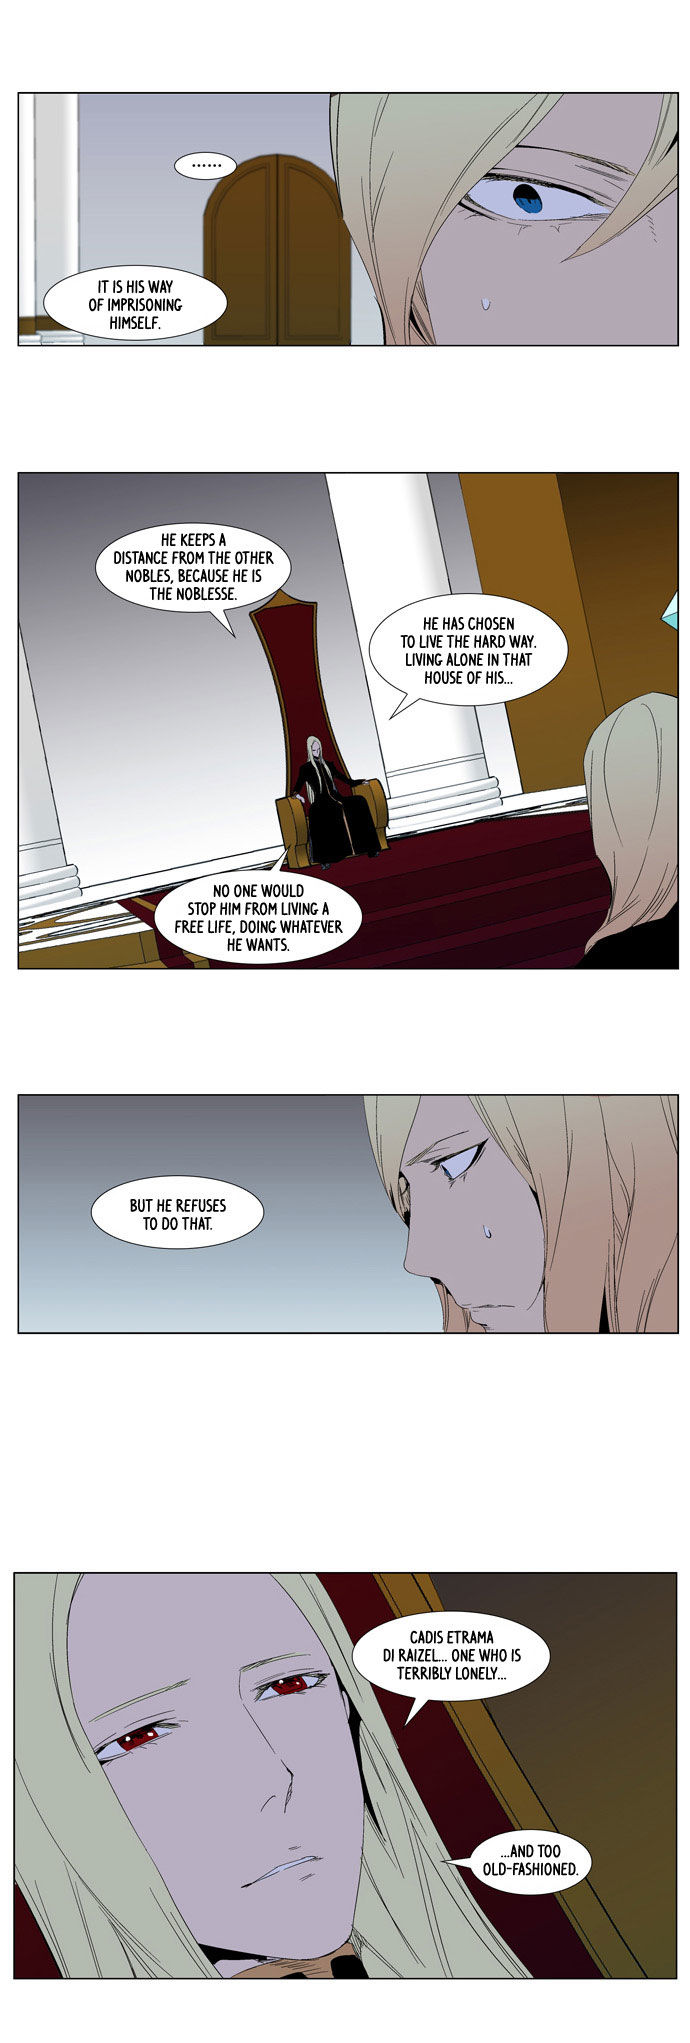 ......
IT IS HIS WAY
OF IMPRISONING
HIMSELF.
HE KEEPS A
DISTANCE FROM THE OTHER
NOBLES, BECAUSE HE IS
THE NOBLESSE.
HE HAS CHOSEN
TO LIVE THE HARD WAY.
LIVING ALONE IN THAT
HOUSE OF HIS...
NO ONE WOULD
STOP HIM FROM LIVING A
FREE LIFE, DOING WHATEVER
HE WANTS.
BUT HE REFUSES
TO DO THAT.
CADIS ETRAMA
DI RAIZEL... ONE WHO IS
TERRIBLY LONELY...
...AND TOO
OLD-FASHIONED.